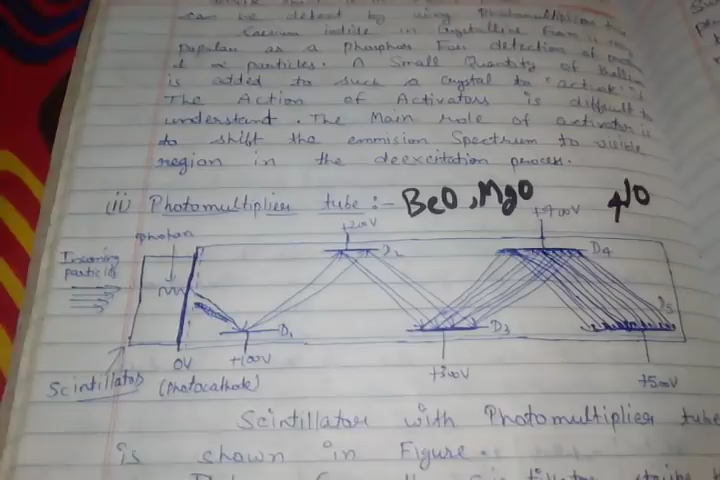 can be detect by using Photomultiplier tube
Caesium iodide in Crystalline Form is very
popular as a phosphor For detection of
& α particles. A Small Quantity of
is added to such a crystal to "activate"
The Action of Activators is difficult to
understand. The Main role of activator is
to shift the emmision Spectrum to visible
region in the deexcitation process.
(ii) Photomultiplier tube :- BeO, MgO
Photon
+200V
+400V
Incoming
particles
D2
D4
D1
D3
D5
0V
+100V
+300V
+500V
Scintillator
(Photocathode)
Scintillator with Photomultiplier tube
is shown in Figure.